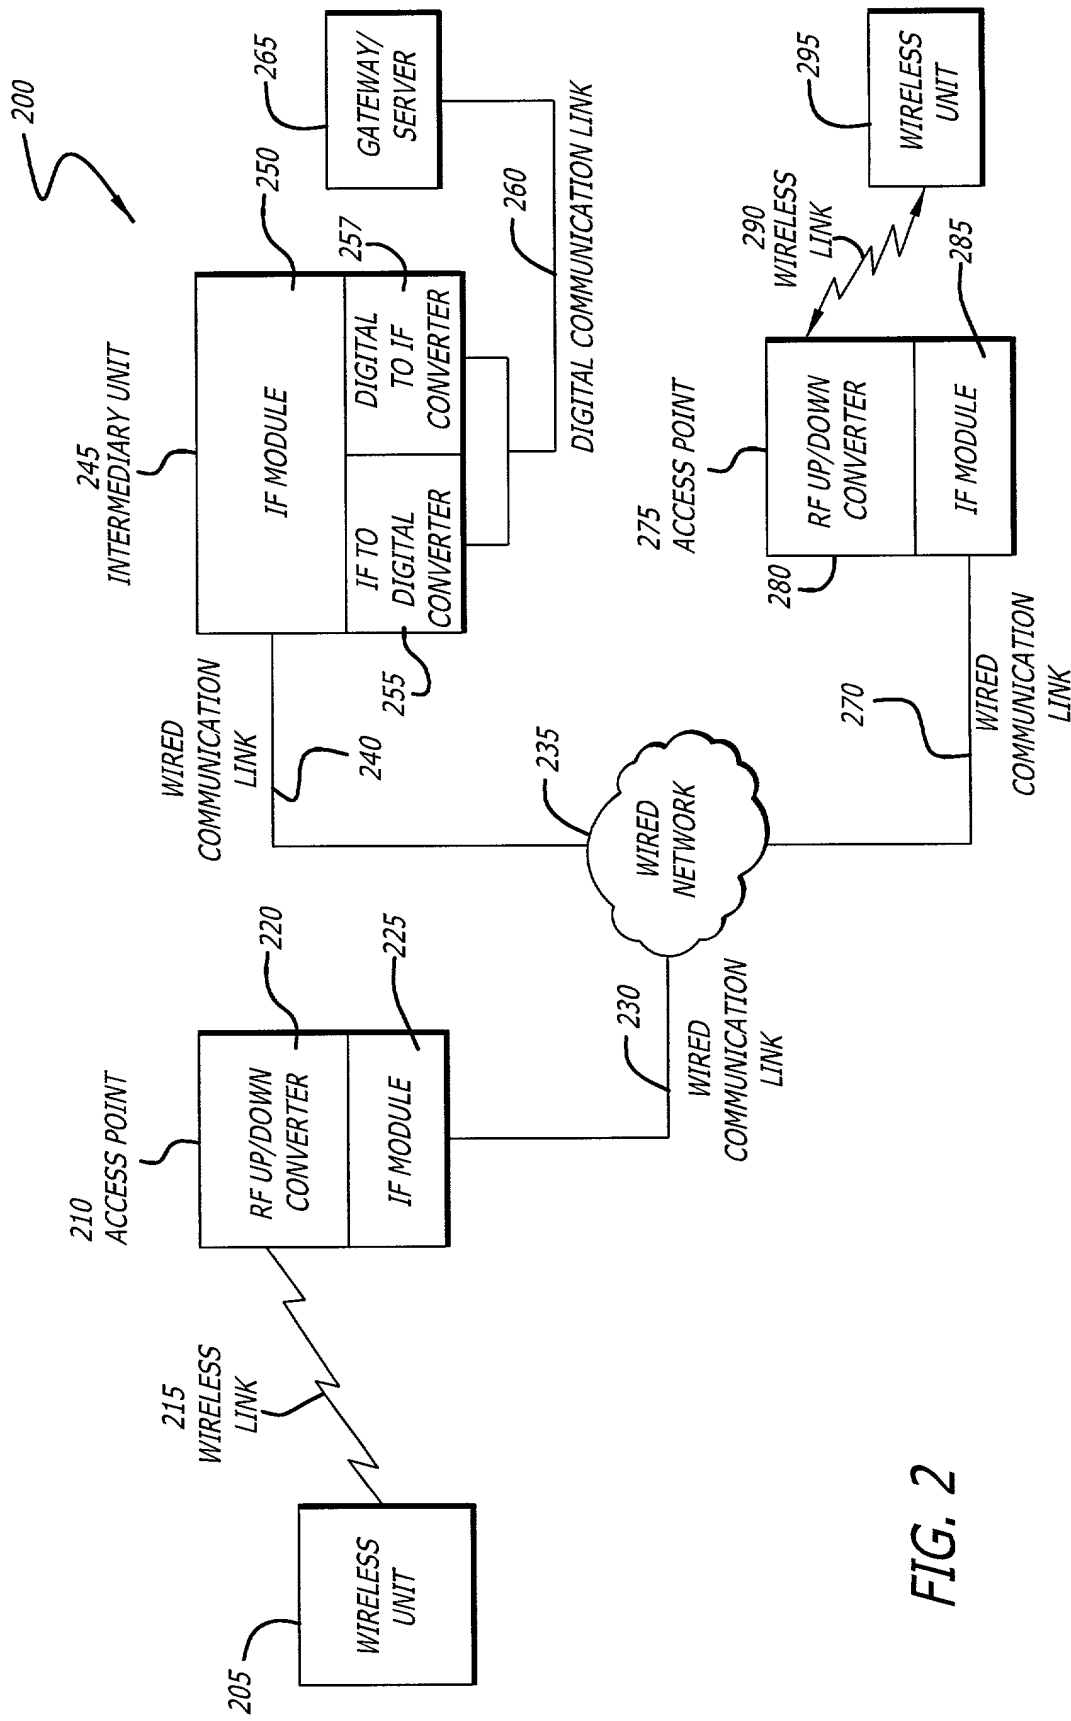 200
245
INTERMEDIARY UNIT
IF MODULE
250
IF TO
DIGITAL
CONVERTER
255
DIGITAL
TO IF
CONVERTER
257
GATEWAY/
SERVER
265
260
DIGITAL COMMUNICATION LINK
WIRED
COMMUNICATION
LINK
240
210
ACCESS POINT
RF UP/DOWN
CONVERTER
220
IF MODULE
225
215
WIRELESS
LINK
WIRELESS
UNIT
205
230
WIRED
COMMUNICATION
LINK
WIRED
NETWORK
235
270
WIRED
COMMUNICATION
LINK
275
ACCESS POINT
RF UP/DOWN
CONVERTER
280
IF MODULE
285
290
WIRELESS
LINK
WIRELESS
UNIT
295
FIG. 2